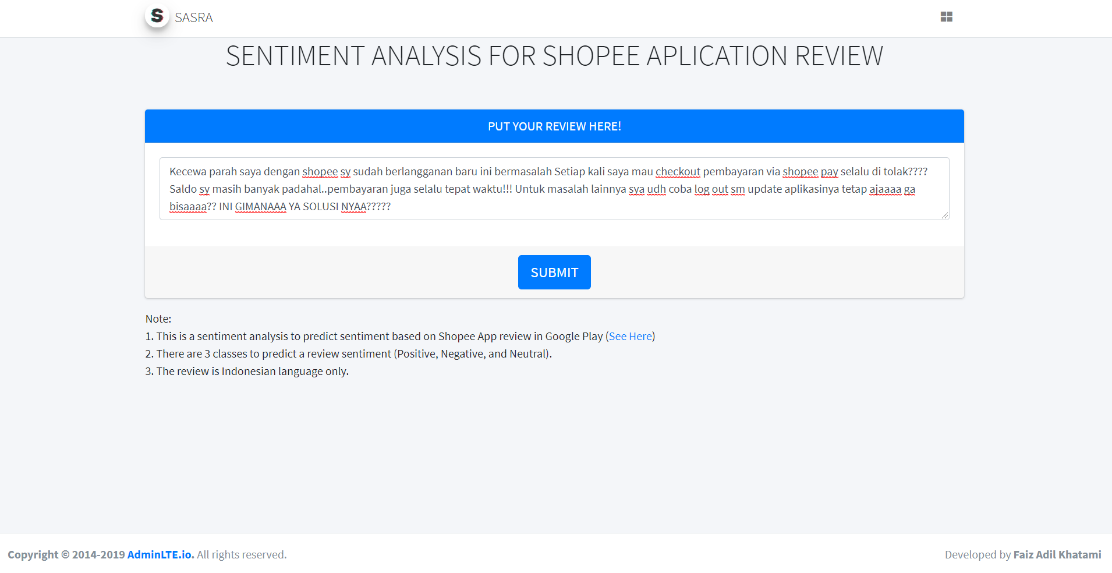 S SASRA
SENTIMENT ANALYSIS FOR SHOPEE APLICATION REVIEW
PUT YOUR REVIEW HERE!
Kecewa parah saya dengan shopee sy sudah berlangganan baru ini bermasalah Setiap kali saya mau checkout pembayaran via shopee pay selalu di tolak????
Saldo sy masih banyak padahal..pembayaran juga selalu tepat waktu!!! Untuk masalah lainnya sya udh coba log out sm update aplikasinya tetap ajaaaa ga
bisaaaa?? INI GIMANAAA YA SOLUSI NYAA?????
SUBMIT
Note:
1. This is a sentiment analysis to predict sentiment based on Shopee App review in Google Play (See Here)
2. There are 3 classes to predict a review sentiment (Positive, Negative, and Neutral).
3. The review is Indonesian language only.
Copyright © 2014-2019 AdminLTE.io. All rights reserved.
Developed by Faiz Adil Khatami